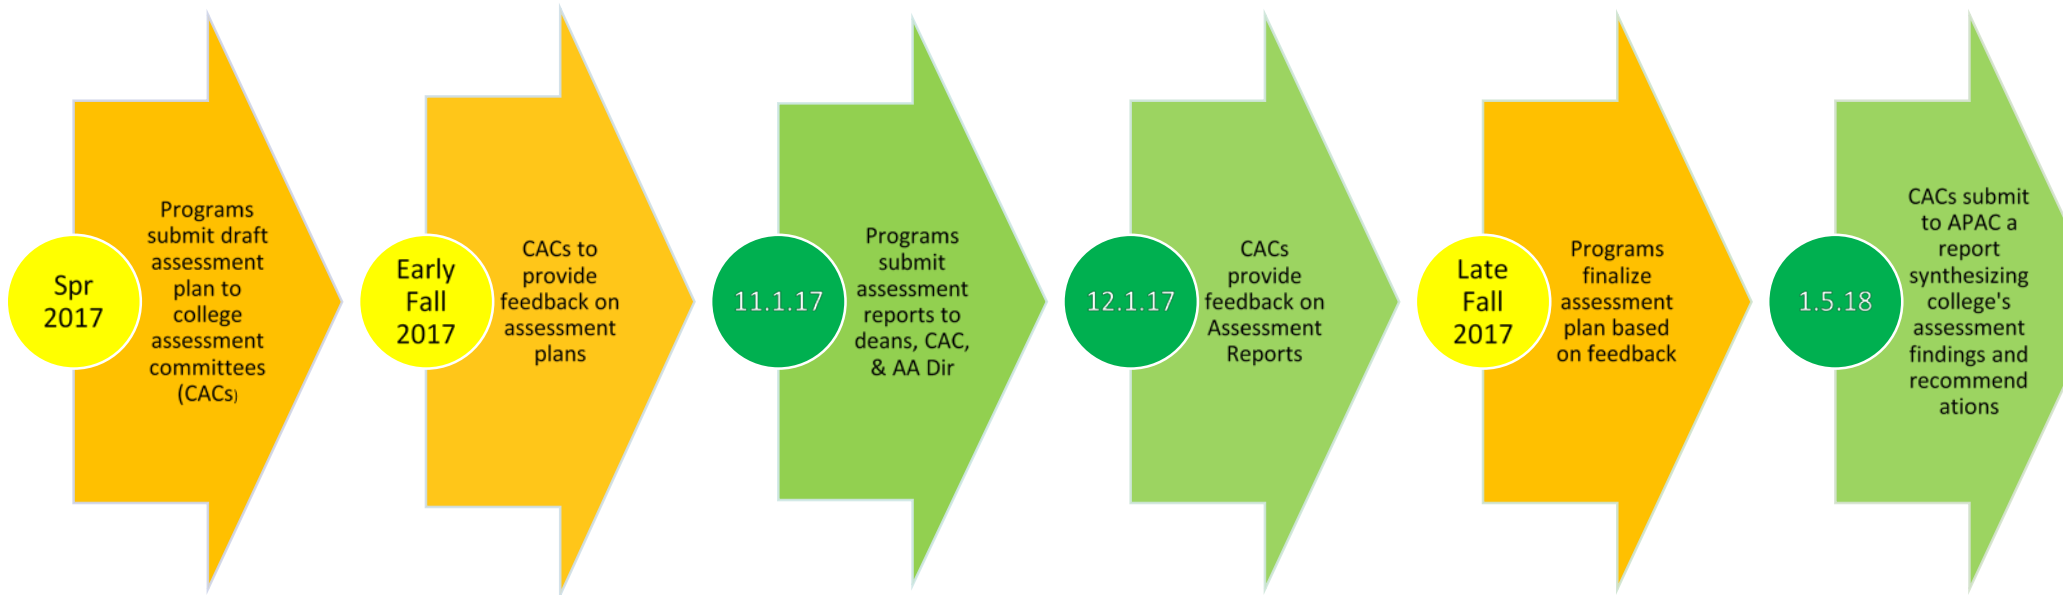 Spr
2017
Programs
submit draft
assessment
plan to
college
assessment
committees
(CACs)
Early
Fall
2017
CACs to
provide
feedback on
assessment
plans
11.1.17
Programs
submit
assessment
reports to
deans, CAC,
& AA Dir
12.1.17
CACs
provide
feedback on
Assessment
Reports
Late
Fall
2017
Programs
finalize
assessment
plan based
on feedback
1.5.18
CACs submit
to APAC a
report
synthesizing
college's
assessment
findings and
recommend
ations